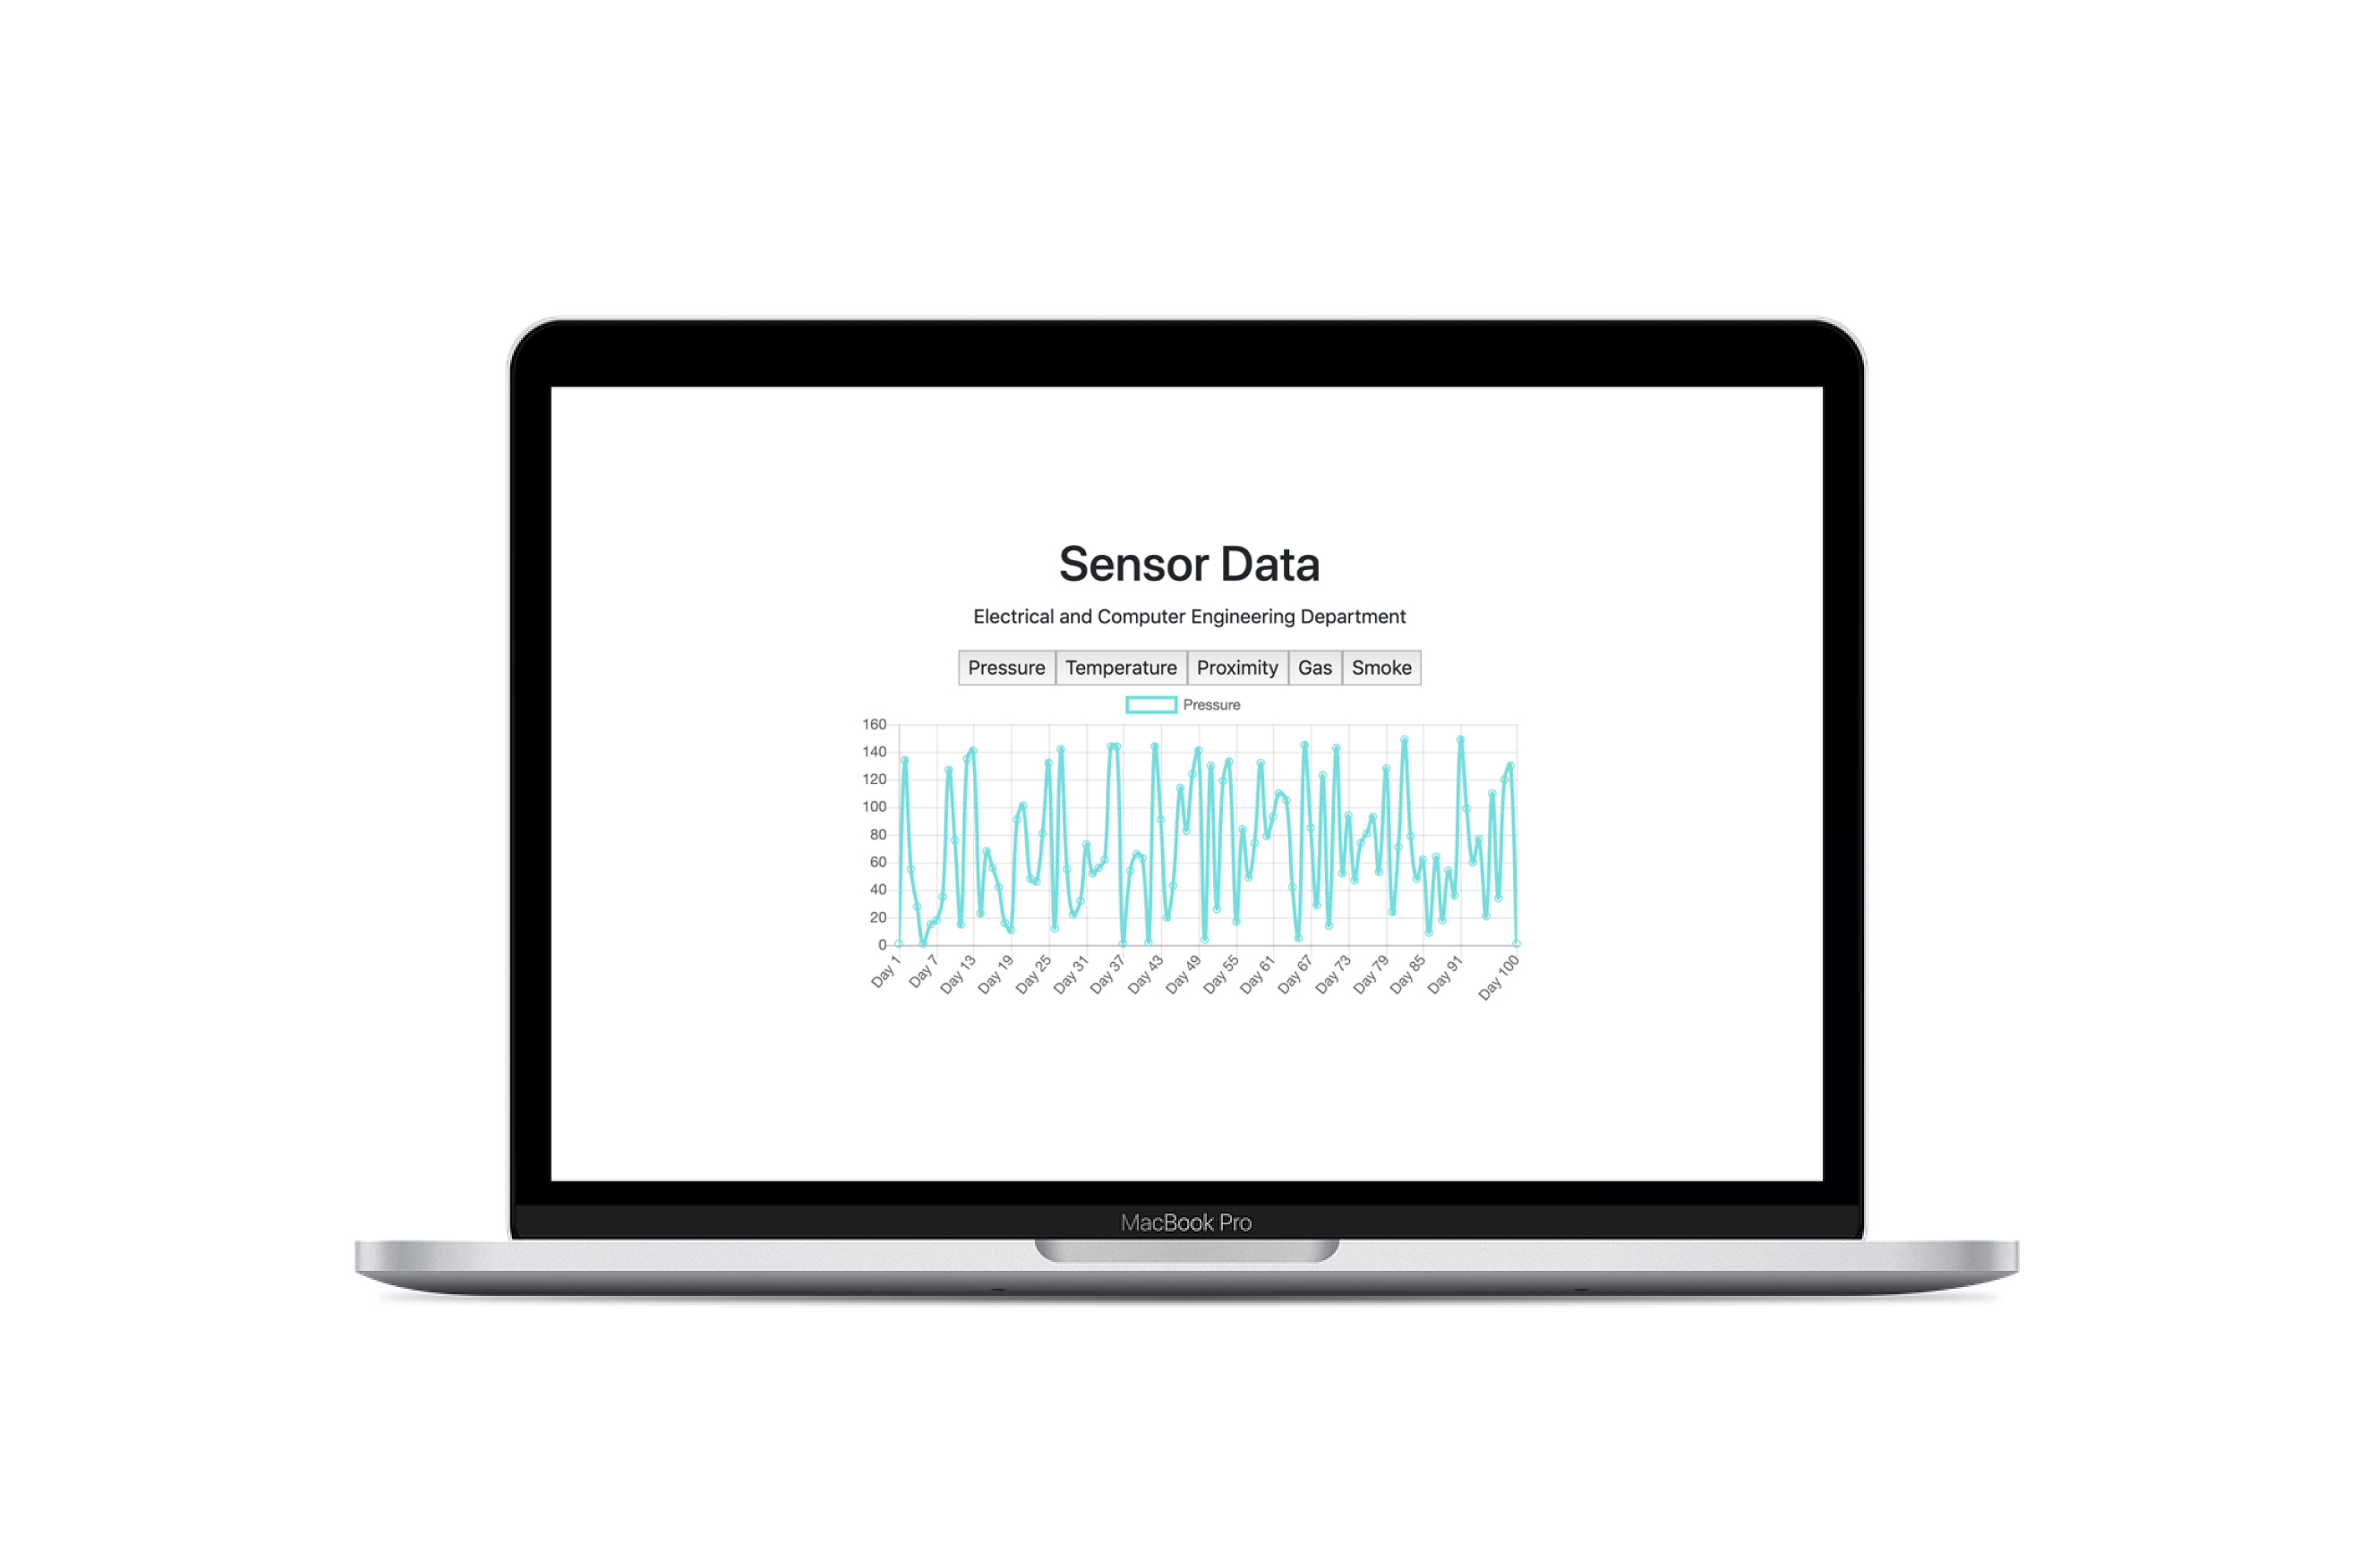 Sensor Data
Electrical and Computer Engineering Department
Pressure Temperature Proximity Gas Smoke
Pressure
160
140
120
100
80
60
40
20
0
Day 1 Day 7 Day 13 Day 19 Day 25 Day 31 Day 37 Day 43 Day 49 Day 55 Day 61 Day 67 Day 73 Day 79 Day 85 Day 91 Day 100
MacBook Pro